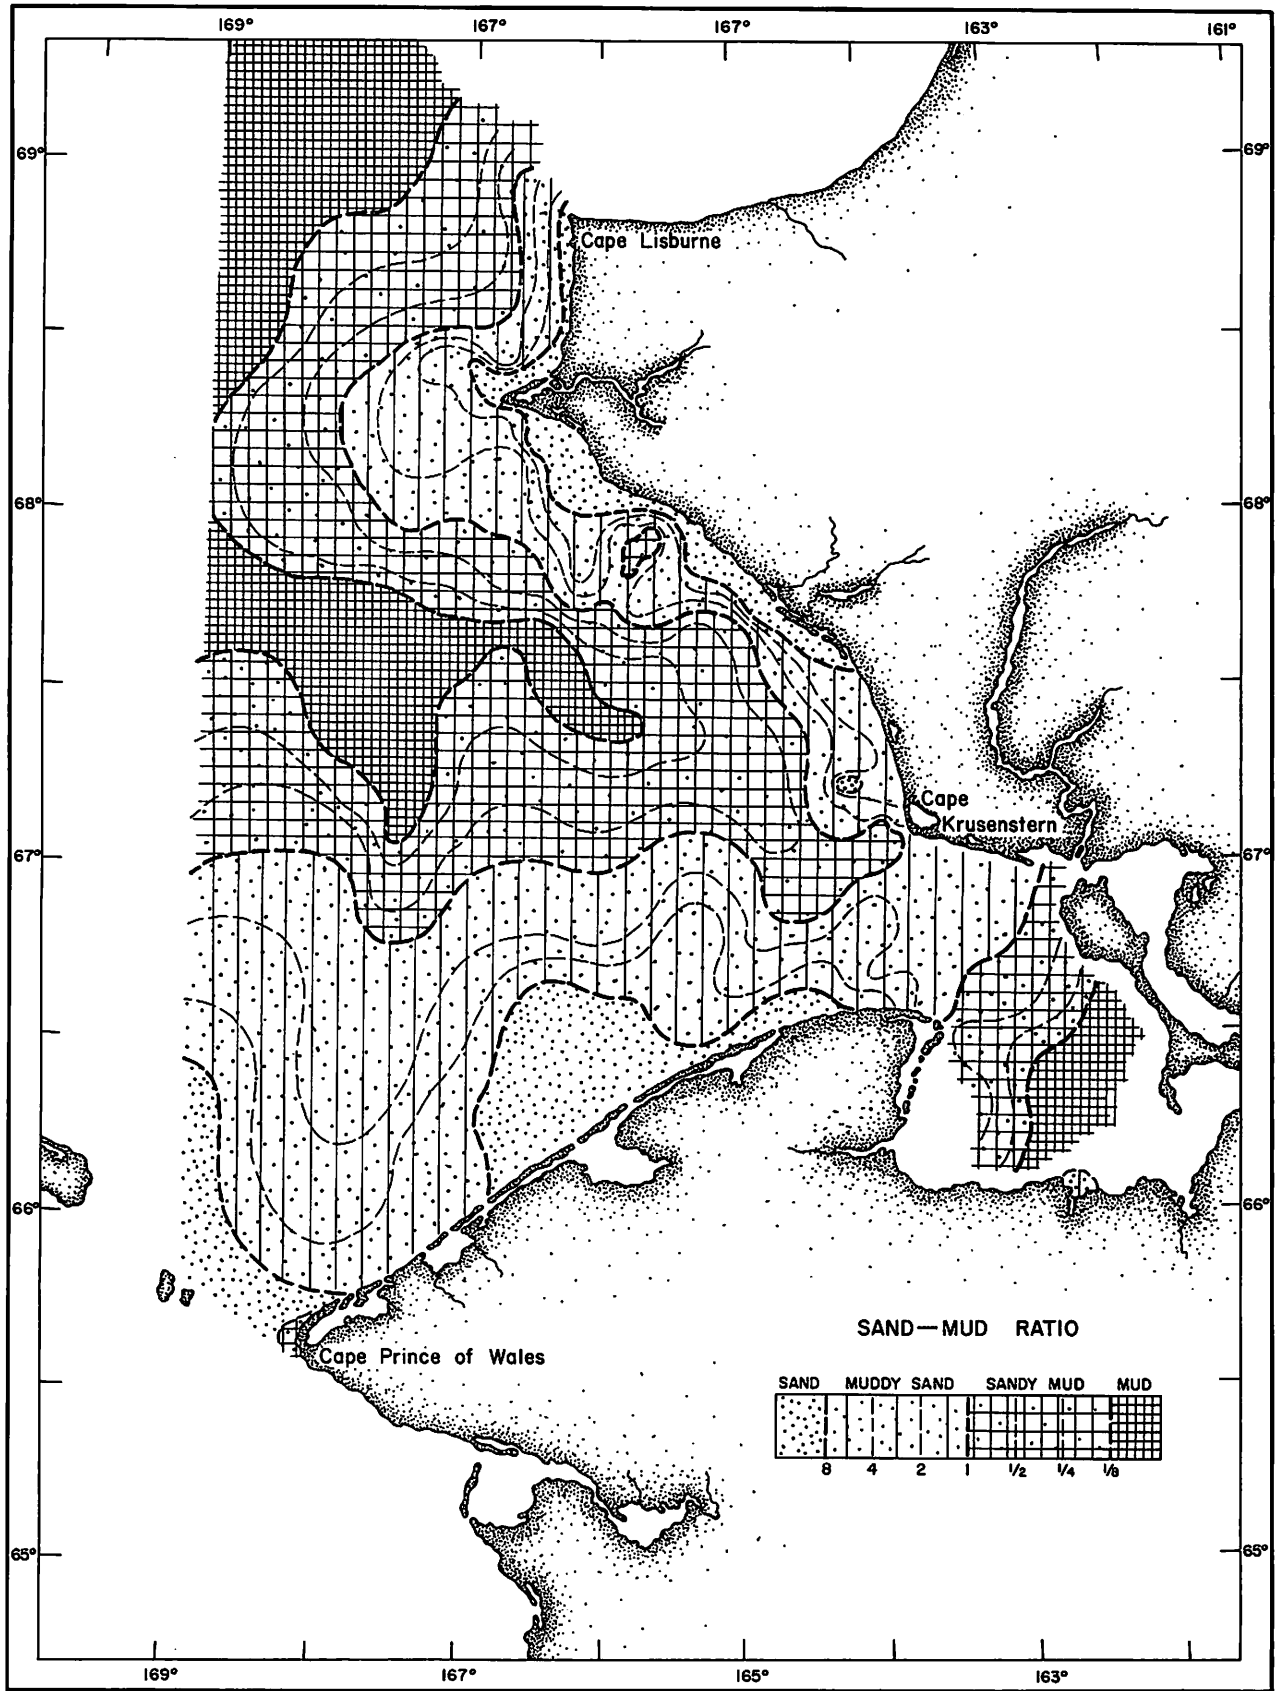 169° 167° 167° 163° 161°
69° 69°
Cape Lisburne
68° 68°
Cape
Krusenstern
67° 67°
66° 66°
SAND—MUD RATIO
Cape Prince of Wales
SAND MUDDY SAND SANDY MUD MUD
8 4 2 1 1/2 1/4 1/8
65° 65°
169° 167° 165° 163°